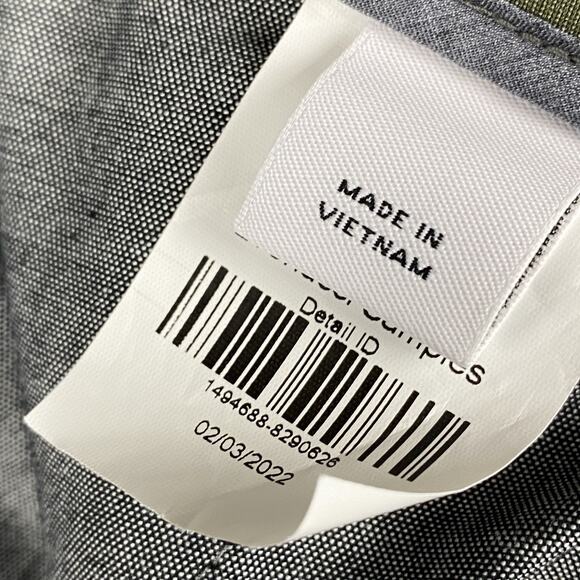 MADE IN
VIETNAM
Detail ID
1494688-8290626
02/03/2022